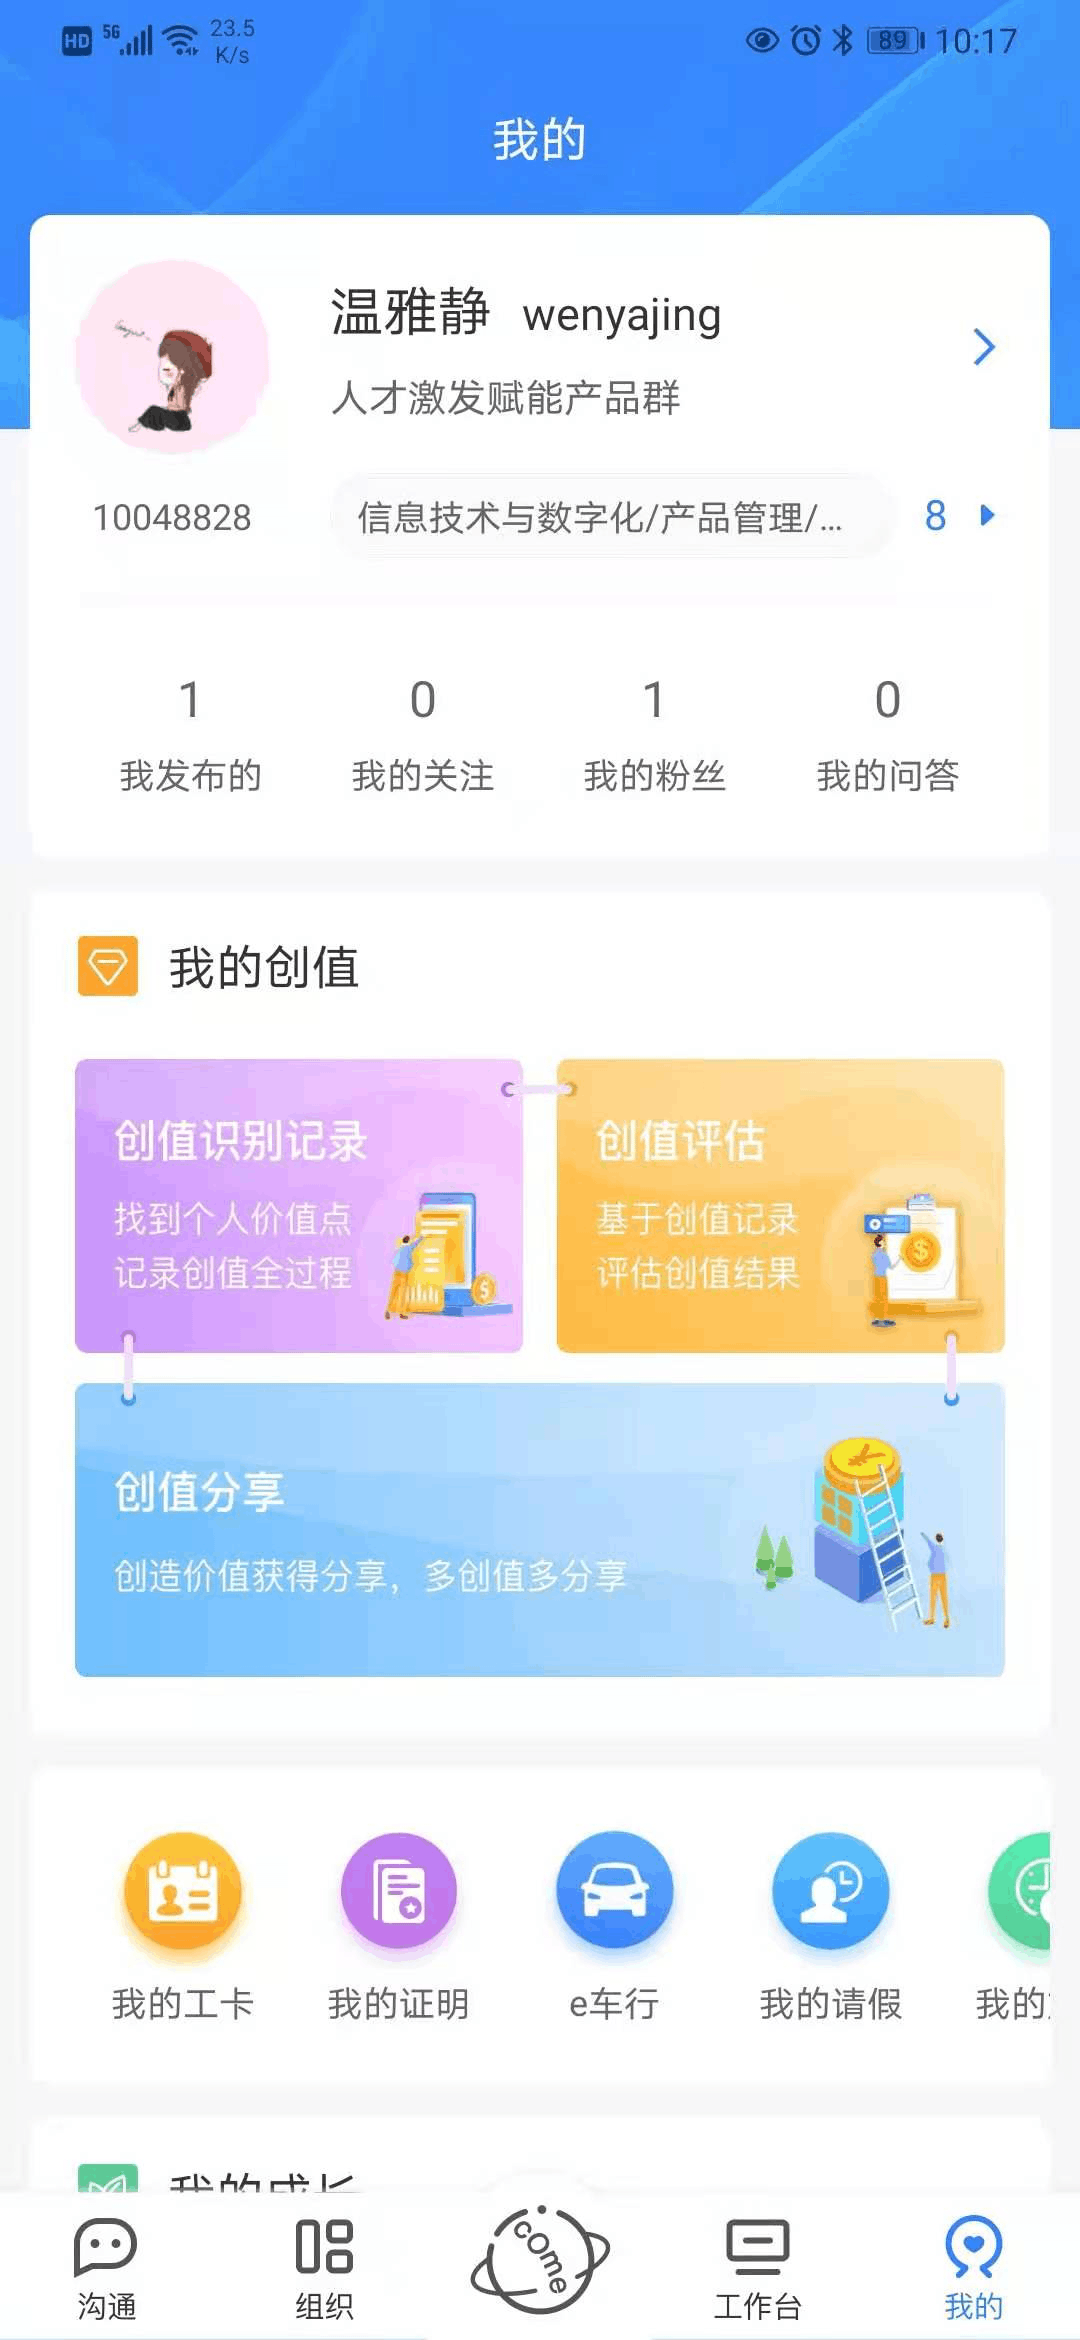 HD 5G 23.5 K/s 89 10:17
我的
温雅静 wenyajing
人才激发赋能产品群
10048828 信息技术与数字化/产品管理/... 8
1 0 1 0
我发布的 我的关注 我的粉丝 我的问答
我的创值
创值识别记录
找到个人价值点
记录创值全过程
创值评估
基于创值记录
评估创值结果
创值分享
创造价值获得分享，多创值多分享
我的工卡 我的证明 e车行 我的请假 我的
我的成长
cOme
沟通 组织 工作台 我的